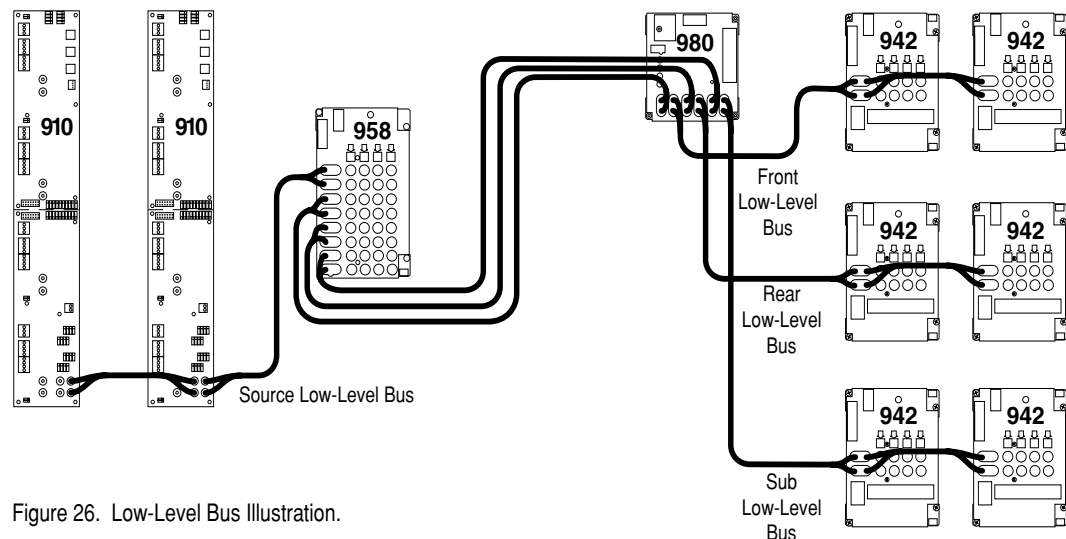 910
910
958
980
942
942
Front
Low-Level
Bus
942
942
Rear
Low-Level
Bus
Source Low-Level Bus
942
942
Sub
Low-Level
Bus
Figure 26. Low-Level Bus Illustration.